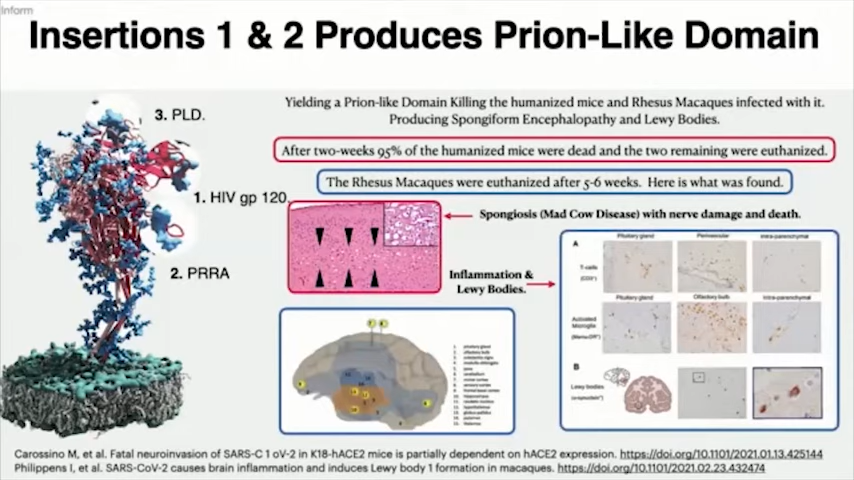 Inform
Insertions 1 & 2 Produces Prion-Like Domain
3. PLD.
1. HIV gp 120.
2. PRRA
Yielding a Prion-like Domain Killing the humanized mice and Rhesus Macaques infected with it.
Producing Spongiform Encephalopathy and Lewy Bodies.
After two-weeks 95% of the humanized mice were dead and the two remaining were euthanized.
The Rhesus Macaques were euthanized after 5-6 weeks. Here is what was found.
Spongiosis (Mad Cow Disease) with nerve damage and death.
Inflammation &
Lewy Bodies.
A
Pituitary gland
Perivascular
Intra-parenchymal
T-cells
Pituitary gland
Olfactory bulb
Intra-parenchymal
Activated
Microglia
B
Lewy bodies
Carossino M, et al. Fatal neuroinvasion of SARS-C 1 oV-2 in K18-hACE2 mice is partially dependent on hACE2 expression. https://doi.org/10.1101/2021.01.13.425144
Philippens I, et al. SARS-CoV-2 causes brain inflammation and induces Lewy body 1 formation in macaques. https://doi.org/10.1101/2021.02.23.432474